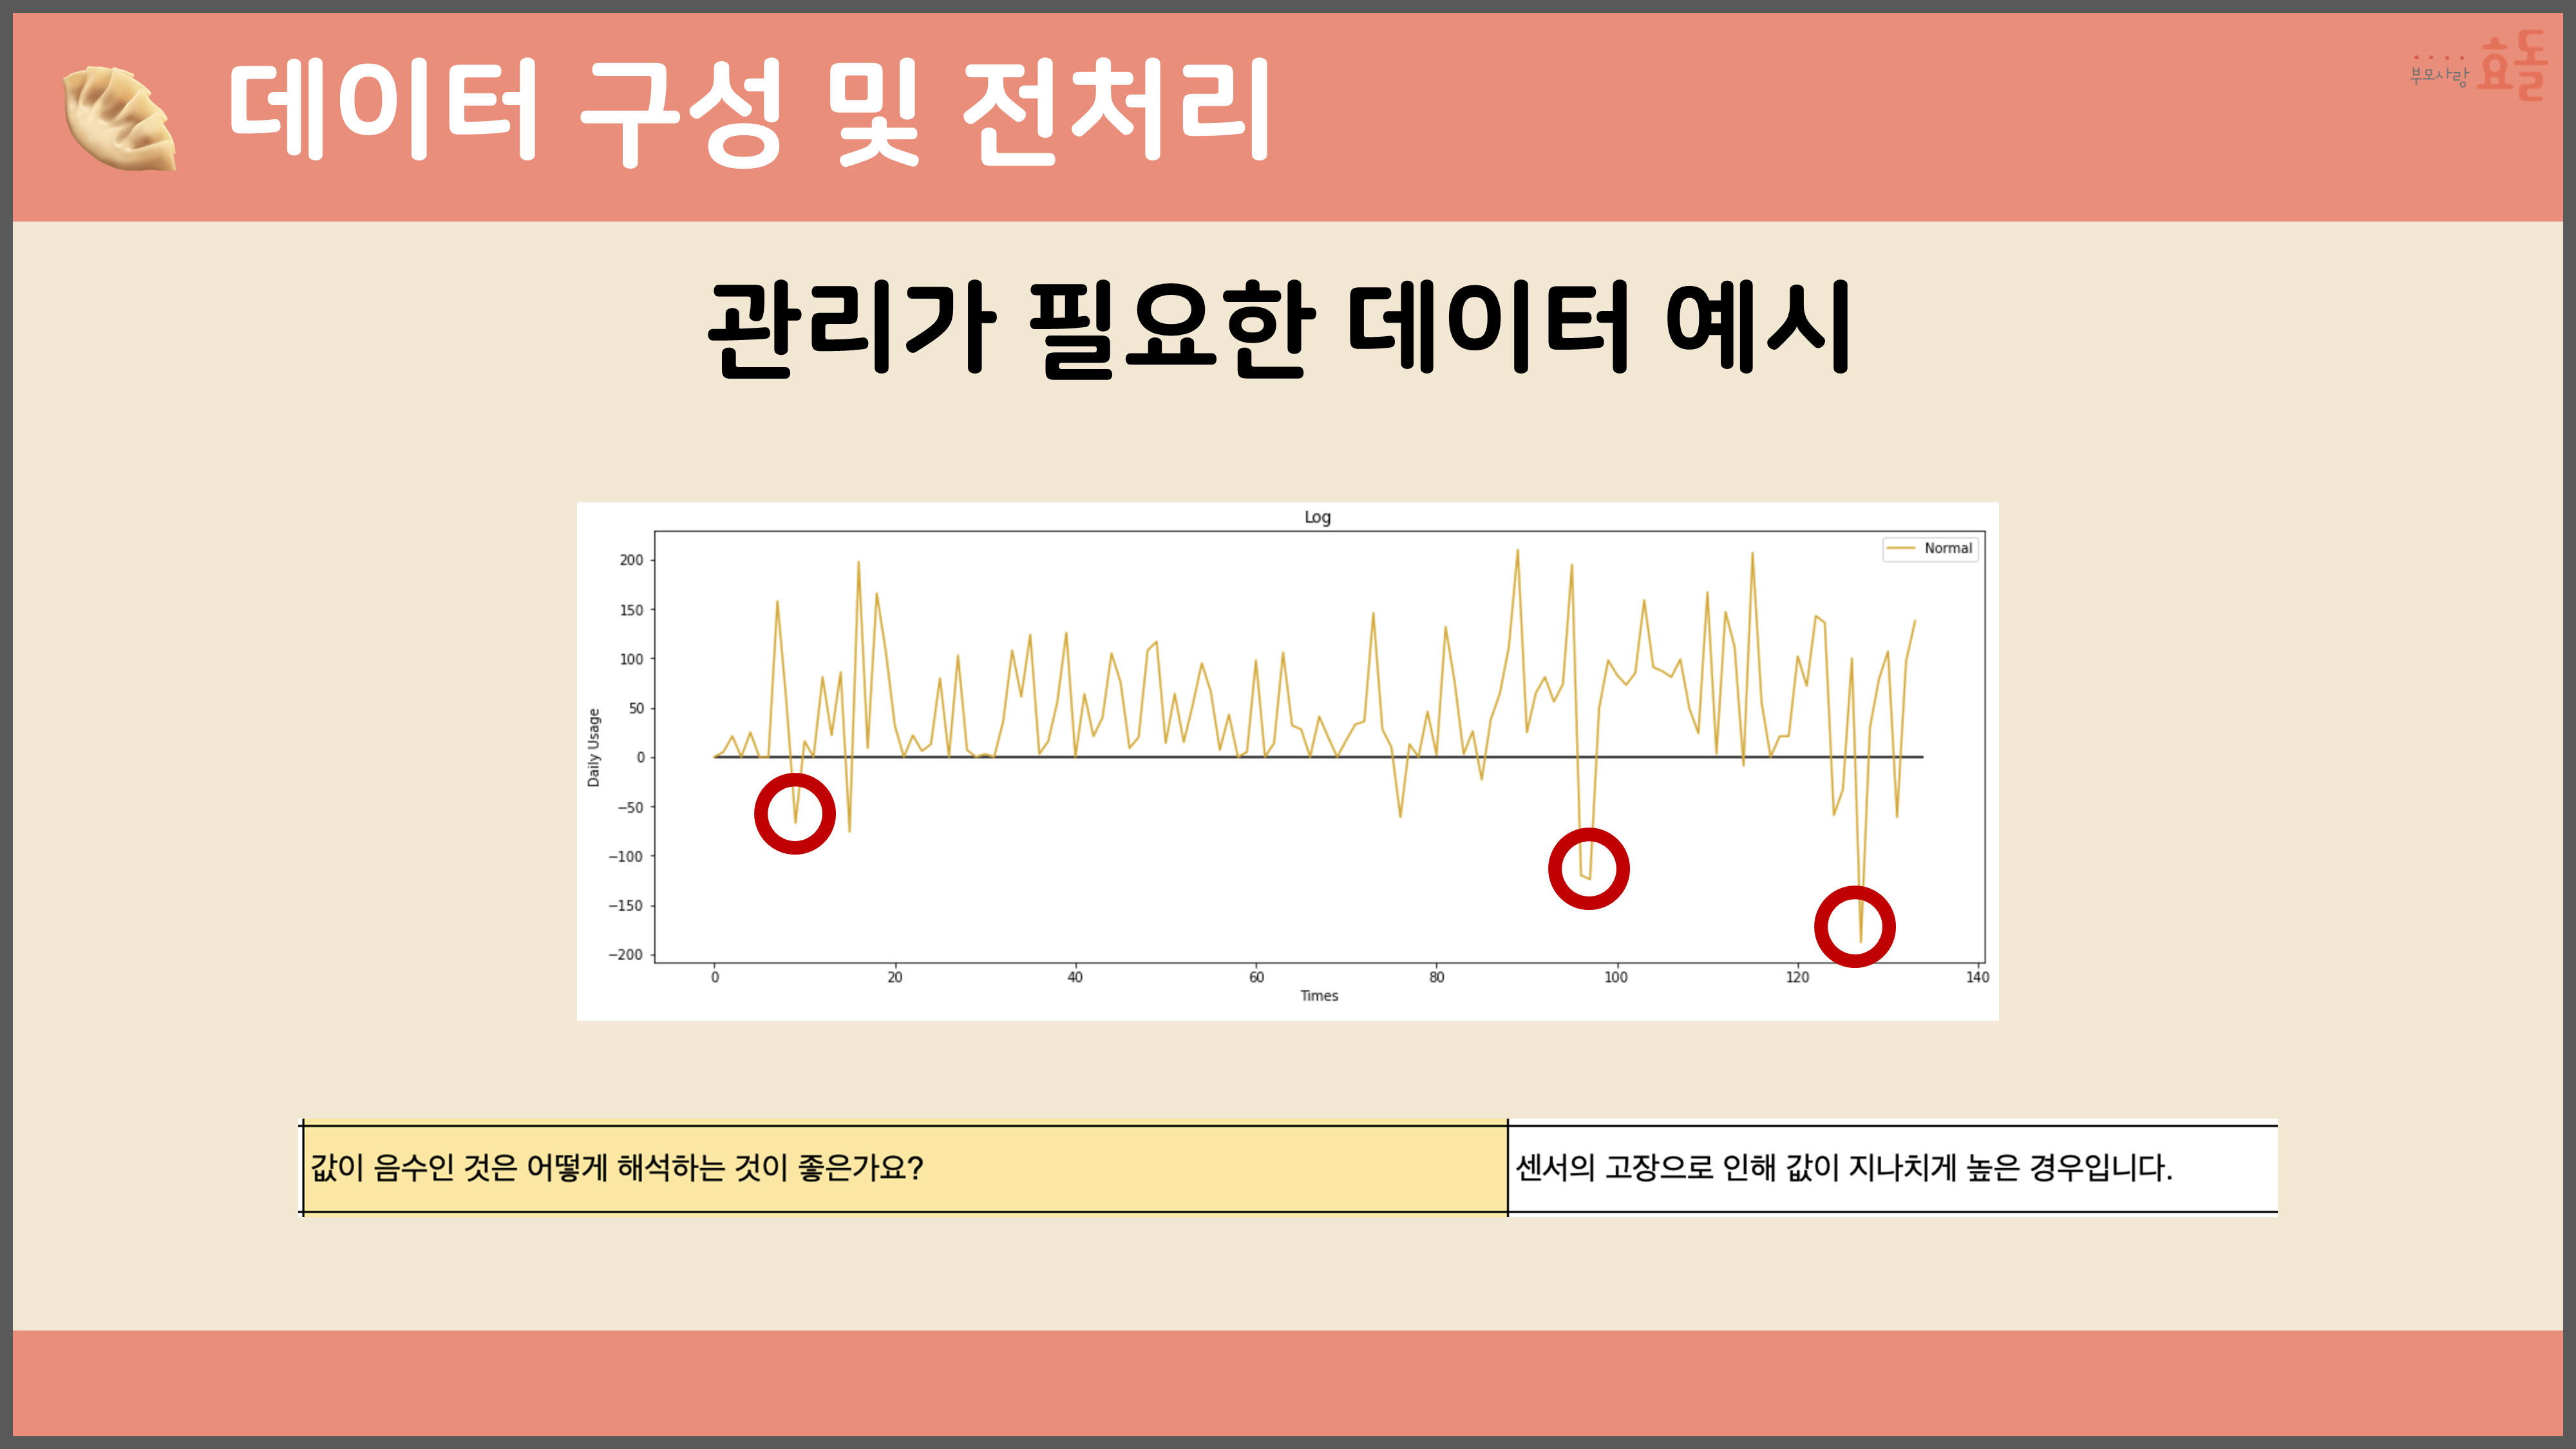 데이터 구성 및 전처리
부모사랑 효돌
관리가 필요한 데이터 예시
Log
Normal
200
150
100
50
0
−50
−100
−150
−200
Daily Usage
0 20 40 60 80 100 120 140
Times
값이 음수인 것은 어떻게 해석하는 것이 좋은가요? 센서의 고장으로 인해 값이 지나치게 높은 경우입니다.